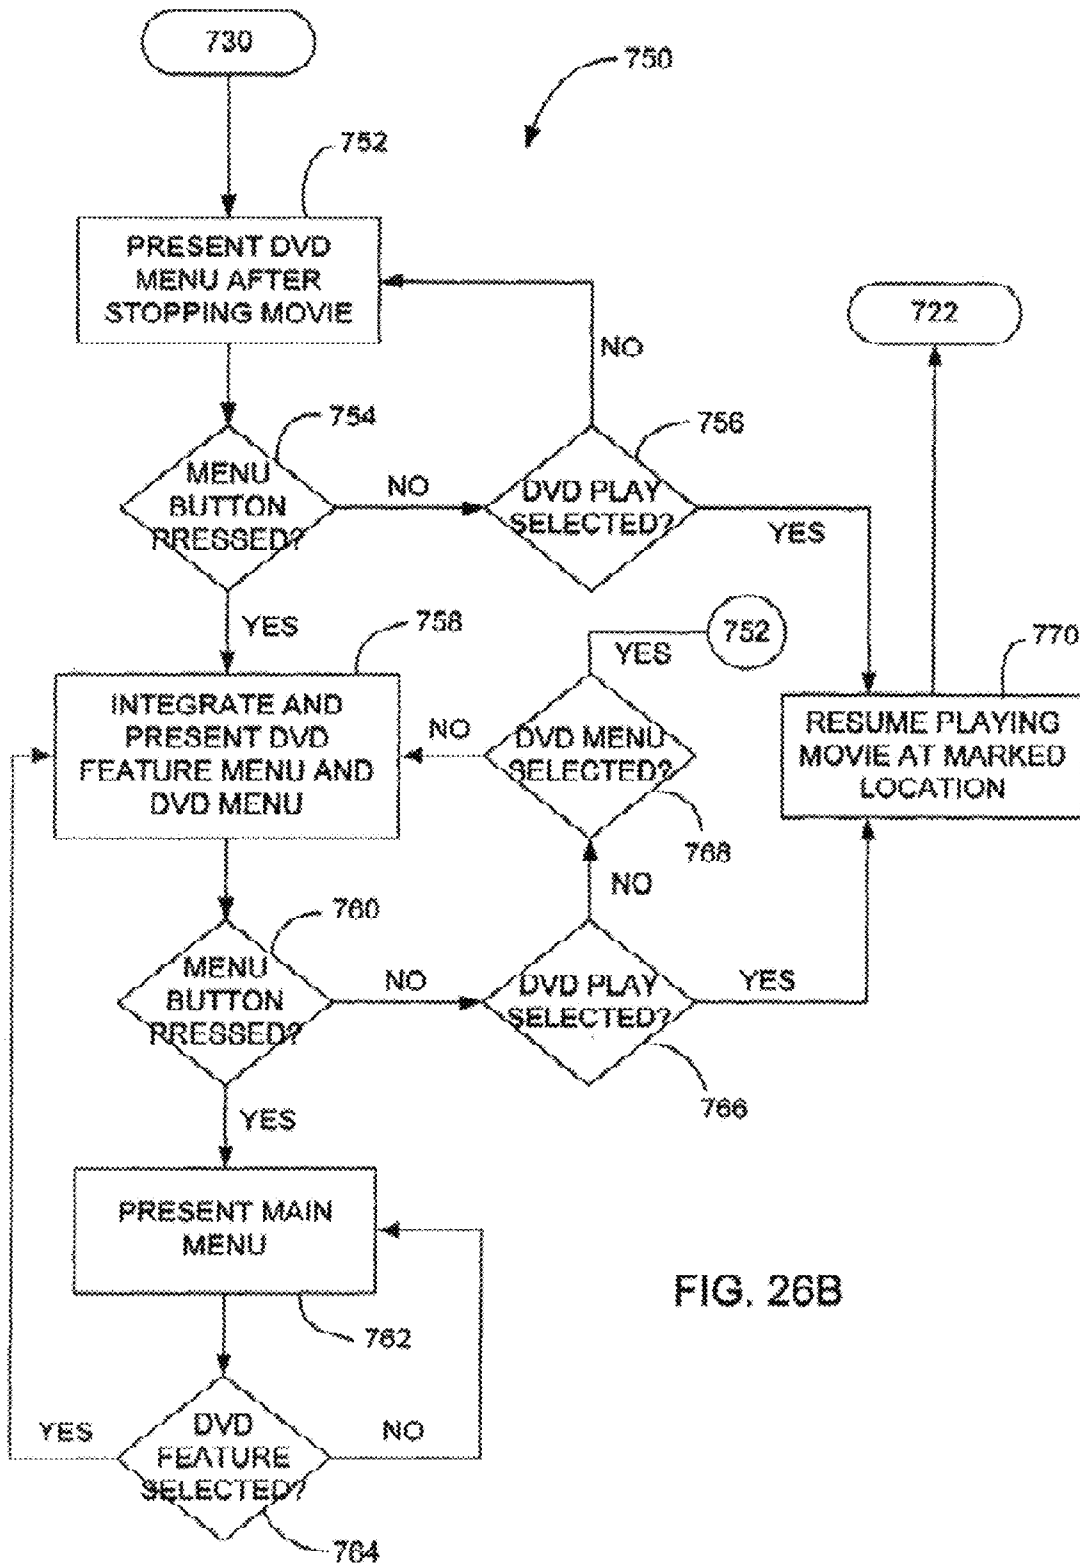 730
750
752
PRESENT DVD
MENU AFTER
STOPPING MOVIE
722
NO
754
MENU
BUTTON
PRESSED?
NO
756
DVD PLAY
SELECTED?
YES
YES
758
INTEGRATE AND
PRESENT DVD
FEATURE MENU AND
DVD MENU
NO
DVD MENU
SELECTED?
YES
752
768
770
RESUME PLAYING
MOVIE AT MARKED
LOCATION
NO
760
MENU
BUTTON
PRESSED?
NO
DVD PLAY
SELECTED?
YES
766
YES
PRESENT MAIN
MENU
762
FIG. 26B
YES
DVD
FEATURE
SELECTED?
NO
764